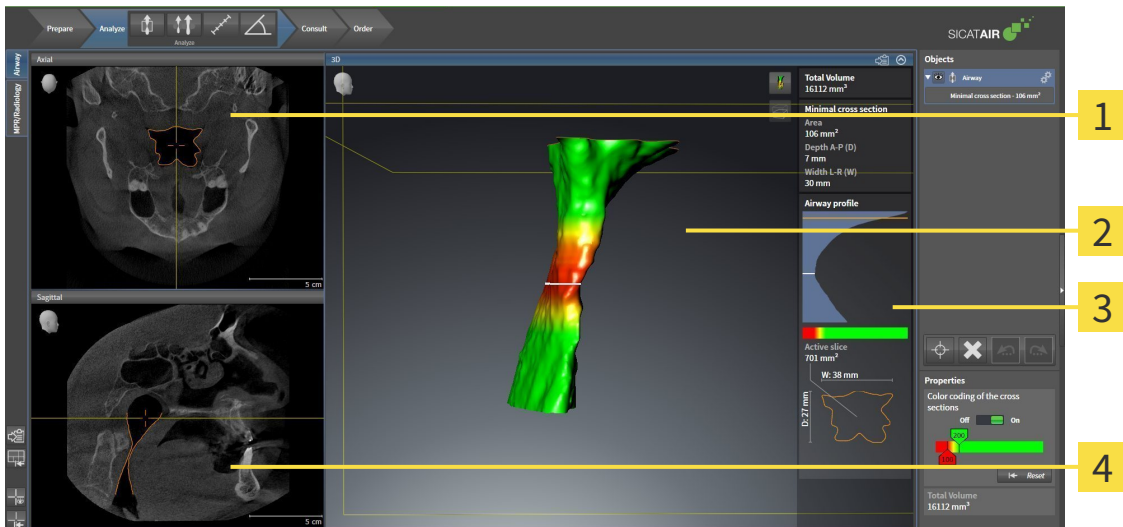 Prepare
Analyze
Analyze
Consult
Order
SICATAIR
Airway
MPR/Radiology
Axial
5 cm
Sagittal
5 cm
3D
Total Volume
16112 mm³
Minimal cross section
Area
106 mm²
Depth A-P (D)
7 mm
Width L-R (W)
30 mm
Airway profile
Active slice
701 mm²
W: 38 mm
D: 27 mm
Objects
Airway
Minimal cross section - 106 mm²
Properties
Color coding of the cross
sections
Off
On
200
100
Reset
Total Volume
16112 mm³
1
2
3
4